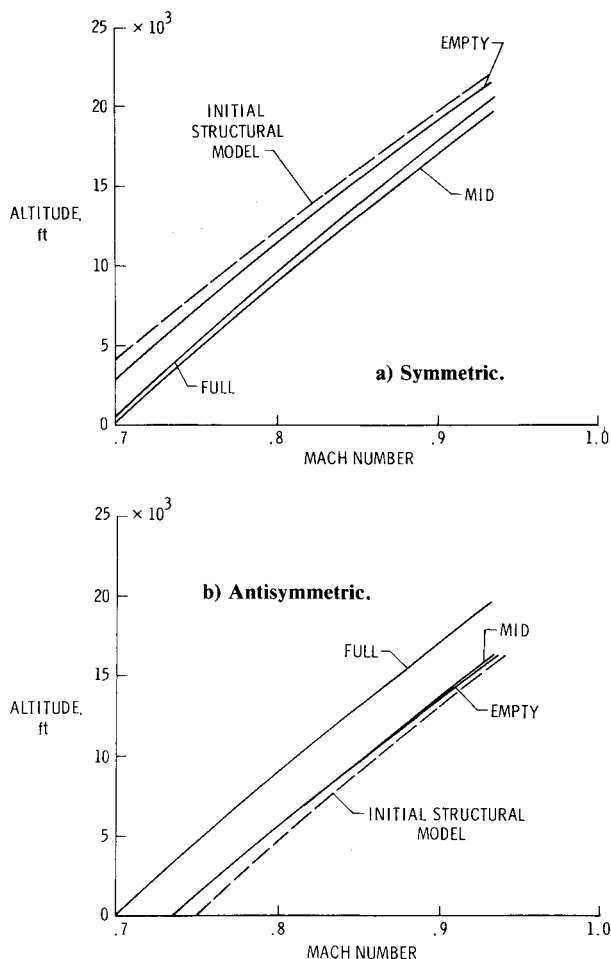 25 × 10³
EMPTY
20
INITIAL
STRUCTURAL
MODEL
15
MID
ALTITUDE,
ft
10
5
FULL
a) Symmetric.
0
.7 .8 .9 1.0
MACH NUMBER
25 × 10³
b) Antisymmetric.
20
MID
FULL
15
ALTITUDE,
ft
EMPTY
10
INITIAL STRUCTURAL
MODEL
5
0
.7 .8 .9 1.0
MACH NUMBER